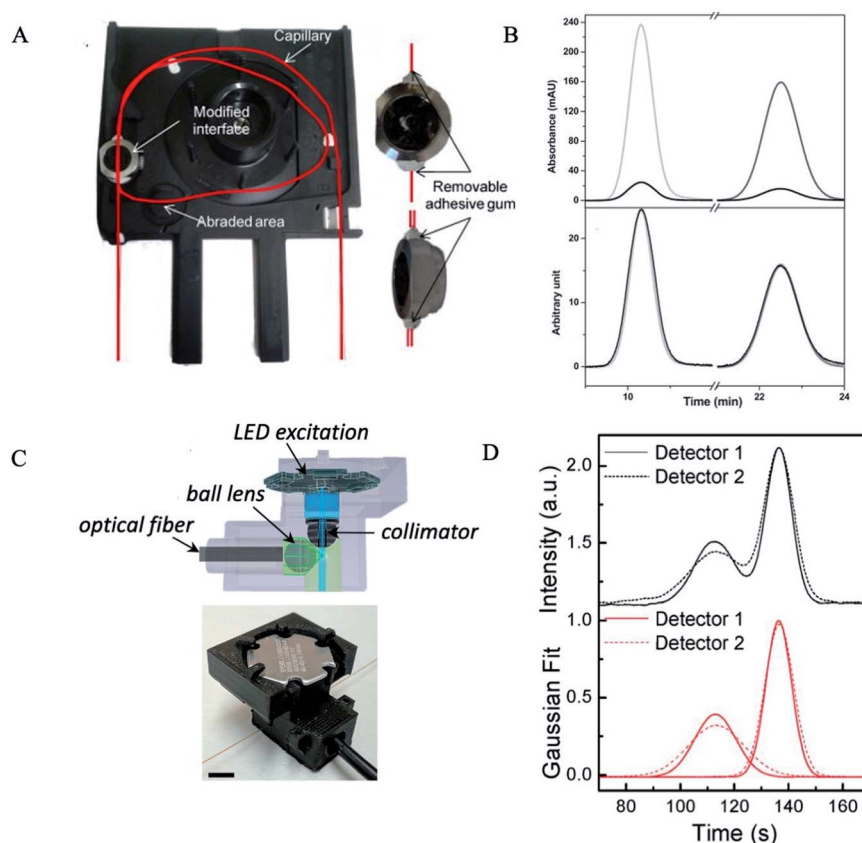 A
Capillary
Modified
interface
Abraded area
Removable
adhesive gum
B
Absorbance (mAU)
240
200
160
120
80
40
0
Arbitrary unit
20
10
0
10
22
24
Time (min)
C
LED excitation
ball lens
optical fiber
collimator
D
Intensity (a.u.)
2.0
1.5
1.0
Detector 1
Detector 2
Gaussian Fit
1.0
0.5
0.0
Detector 1
Detector 2
80 100 120 140 160
Time (s)